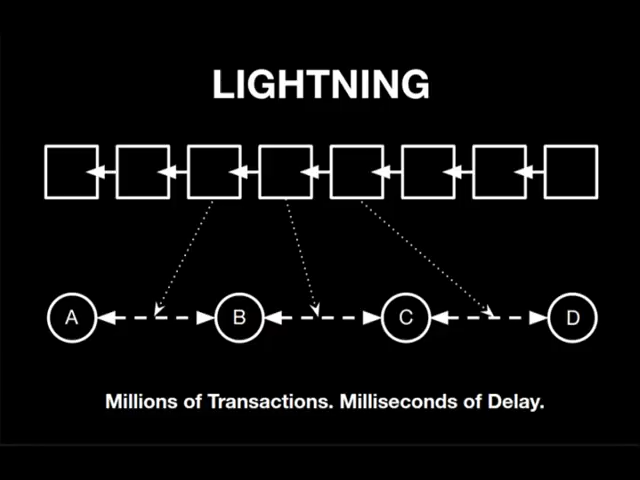 LIGHTNING
A B C D
Millions of Transactions. Milliseconds of Delay.